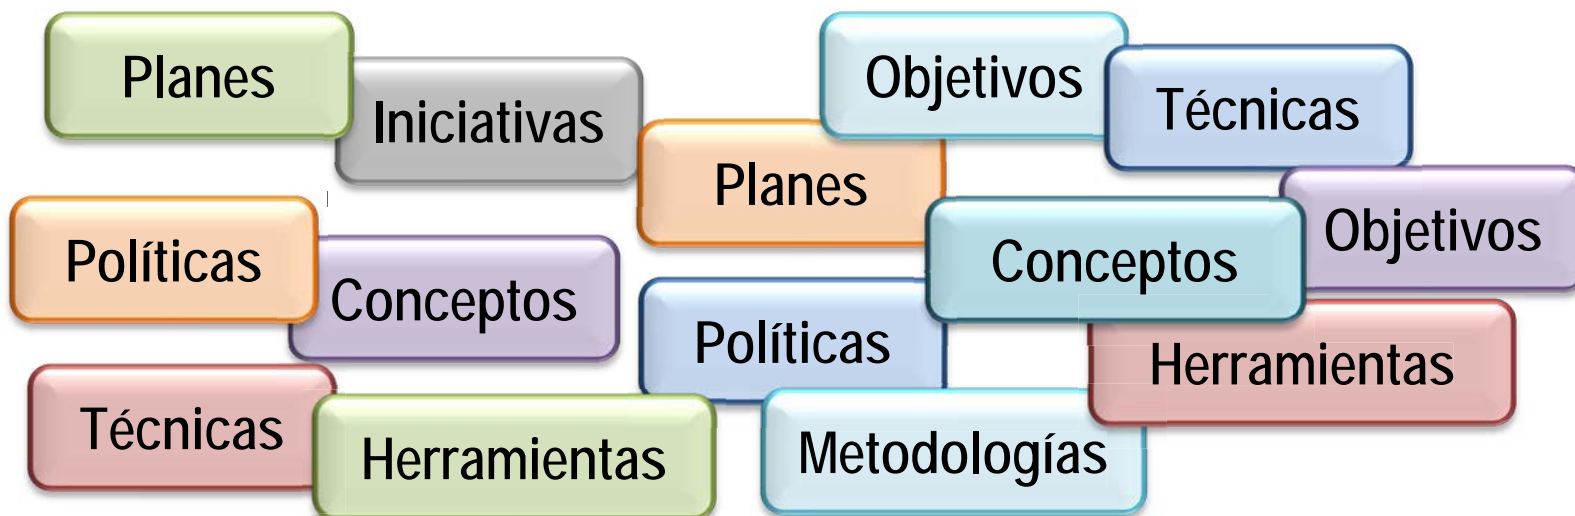 Planes
Iniciativas
Objetivos
Técnicas
Planes
Políticas
Conceptos
Conceptos
Objetivos
Políticas
Herramientas
Técnicas
Herramientas
Metodologías